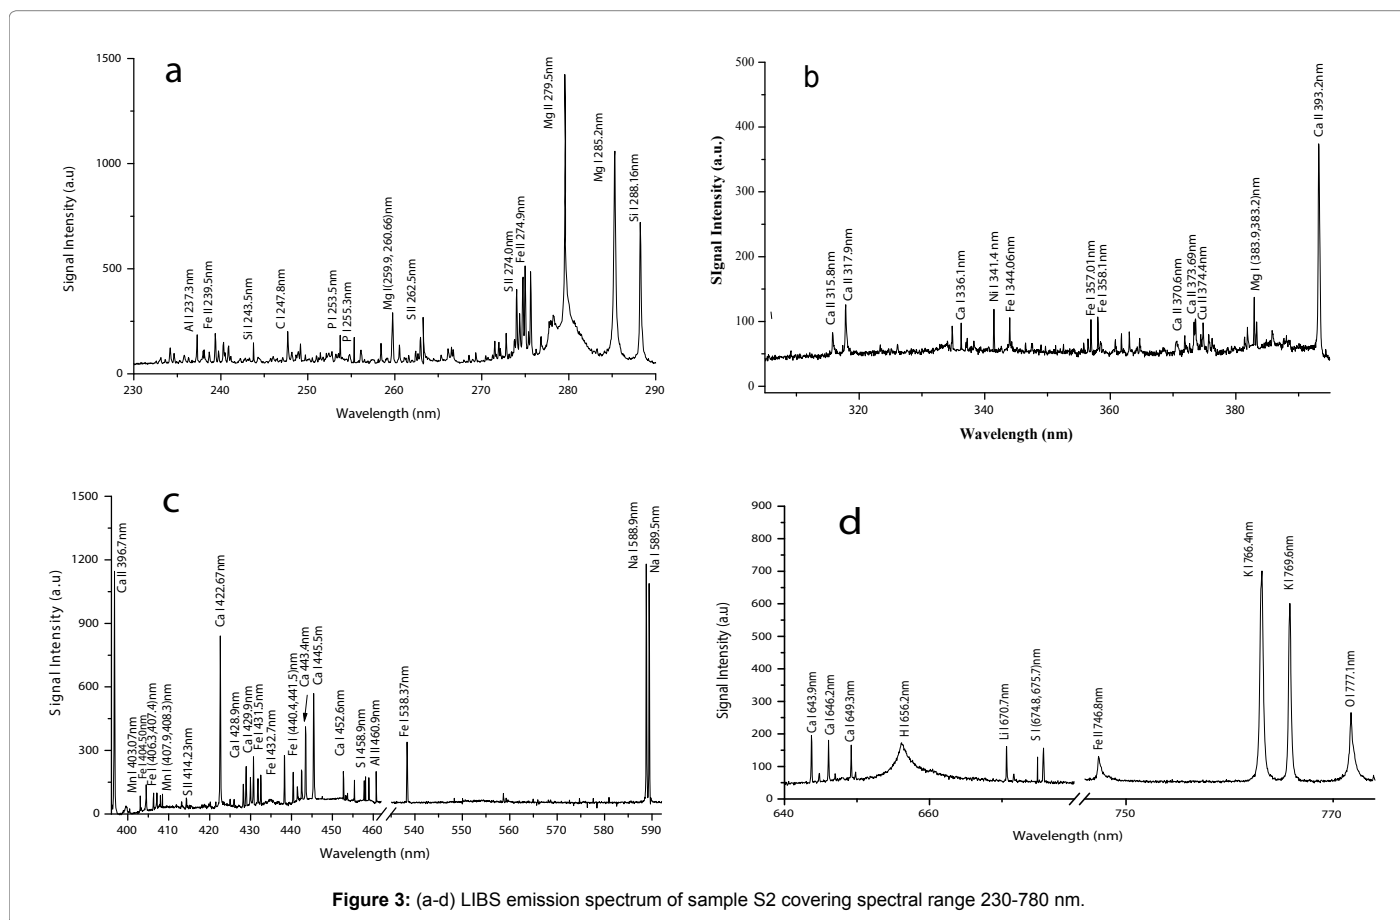 a
1500
1000
500
0
230
240
250
260
270
280
290
Signal Intensity (a.u)
Wavelength (nm)
Al I 237.3nm
Fe II 239.5nm
Si I 243.5nm
C I 247.8nm
P I 253.5nm
P I 255.3nm
Mg I(259.9, 260.66)nm
S II 262.5nm
S II 274.0nm
Fe II 274.9nm
Mg II 279.5nm
Mg I 285.2nm
Si I 288.16nm
b
500
400
300
200
100
0
320
340
360
380
SIgnal Intensity (a.u.)
Wavelength (nm)
Ca II 315.8nm
Ca II 317.9nm
Ca I 336.1nm
Ni I 341.4 nm
Fe I 344.06nm
Fe I 357.01nm
Fe I 358.1nm
Ca II 370.6nm
Ca II 373.69nm
Cu I 374.4nm
Mg I (383.9,383.2)nm
Ca II 393.2nm
c
1500
1200
900
600
300
0
400
410
420
430
440
450
460
540
550
560
570
580
590
Signal Intensity (a.u)
Wavelength (nm)
Ca II 396.7nm
Mn I 403.07nm
Fe I 404.50nm
Fe I (406.3,407.4)nm
Mn I (407.9,408.3)nm
S II 414.23nm
Ca I 422.67nm
Ca I 428.9nm
Ca I 429.9nm
Fe I 431.5nm
Fe I 432.7nm
Fe I (440.4,441.5)nm
Ca 443.4nm
Ca I 445.5m
Ca I 452.6nm
S I 458.9nm
Al II 460.9nm
Fe I 538.37nm
Na I 588.9nm
Na I 589.5nm
d
900
800
700
600
500
400
300
200
100
0
640
660
750
770
Signal Intensity (a.u)
Wavelength (nm)
Ca I 643.9nm
Ca I 646.2nm
Ca I 649.3nm
H I 656.2nm
Li I 670.7nm
S I (674.8, 675.7)nm
Fe II 746.8nm
K I 766.4nm
K I 769.6nm
O I 777.1nm
Figure 3: (a-d) LIBS emission spectrum of sample S2 covering spectral range 230-780 nm.